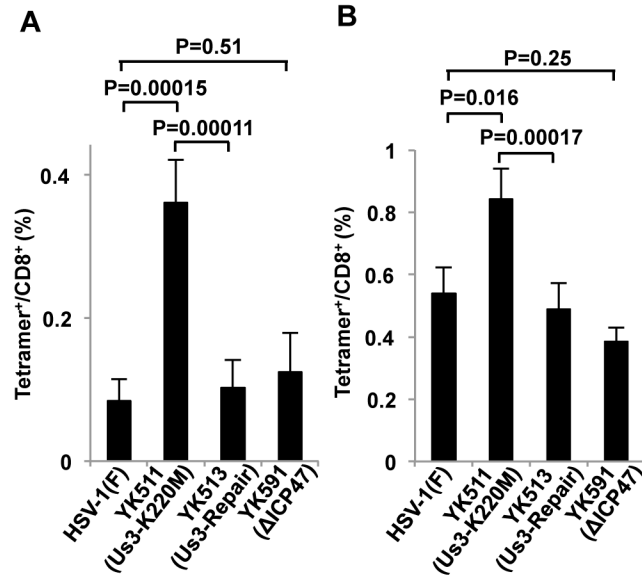 A
P=0.51
P=0.00015
P=0.00011
Tetramer⁺/CD8⁺ (%)
0.4
0.2
0
HSV-1(F)
YK511
(Us3-K220M)
YK513
(Us3-Repair)
YK591
(ΔICP47)
B
P=0.25
P=0.016
P=0.00017
Tetramer⁺/CD8⁺ (%)
1
0.8
0.6
0.4
0.2
0
HSV-1(F)
YK511
(Us3-K220M)
YK513
(Us3-Repair)
YK591
(ΔICP47)